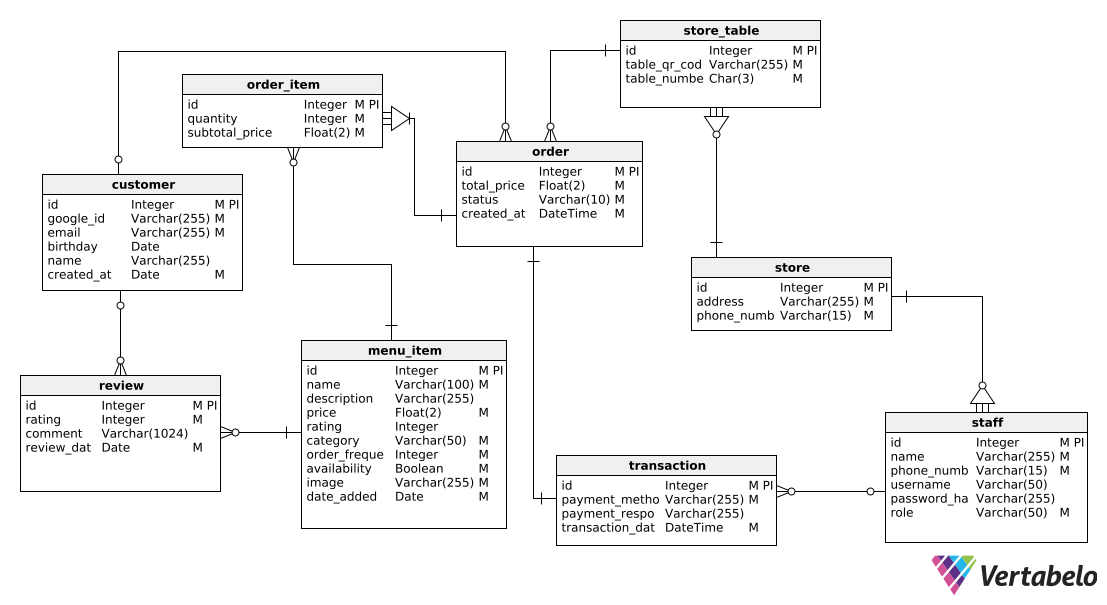 store_table
id Integer M PI
table_qr_cod Varchar(255) M
table_numbe Char(3) M
order_item
id Integer M PI
quantity Integer M
subtotal_price Float(2) M
order
id Integer M PI
total_price Float(2) M
status Varchar(10) M
created_at DateTime M
customer
id Integer M PI
google_id Varchar(255) M
email Varchar(255) M
birthday Date
name Varchar(255)
created_at Date M
store
id Integer M PI
address Varchar(255) M
phone_numb Varchar(15) M
menu_item
id Integer M PI
name Varchar(100) M
description Varchar(255)
price Float(2) M
rating Integer
category Varchar(50) M
order_freque Integer M
availability Boolean M
image Varchar(255) M
date_added Date M
review
id Integer M PI
rating Integer M
comment Varchar(1024)
review_dat Date M
staff
id Integer M PI
name Varchar(255) M
phone_numb Varchar(15) M
username Varchar(50)
password_ha Varchar(255)
role Varchar(50) M
transaction
id Integer M PI
payment_metho Varchar(255) M
payment_respo Varchar(255)
transaction_dat DateTime M
Vertabelo